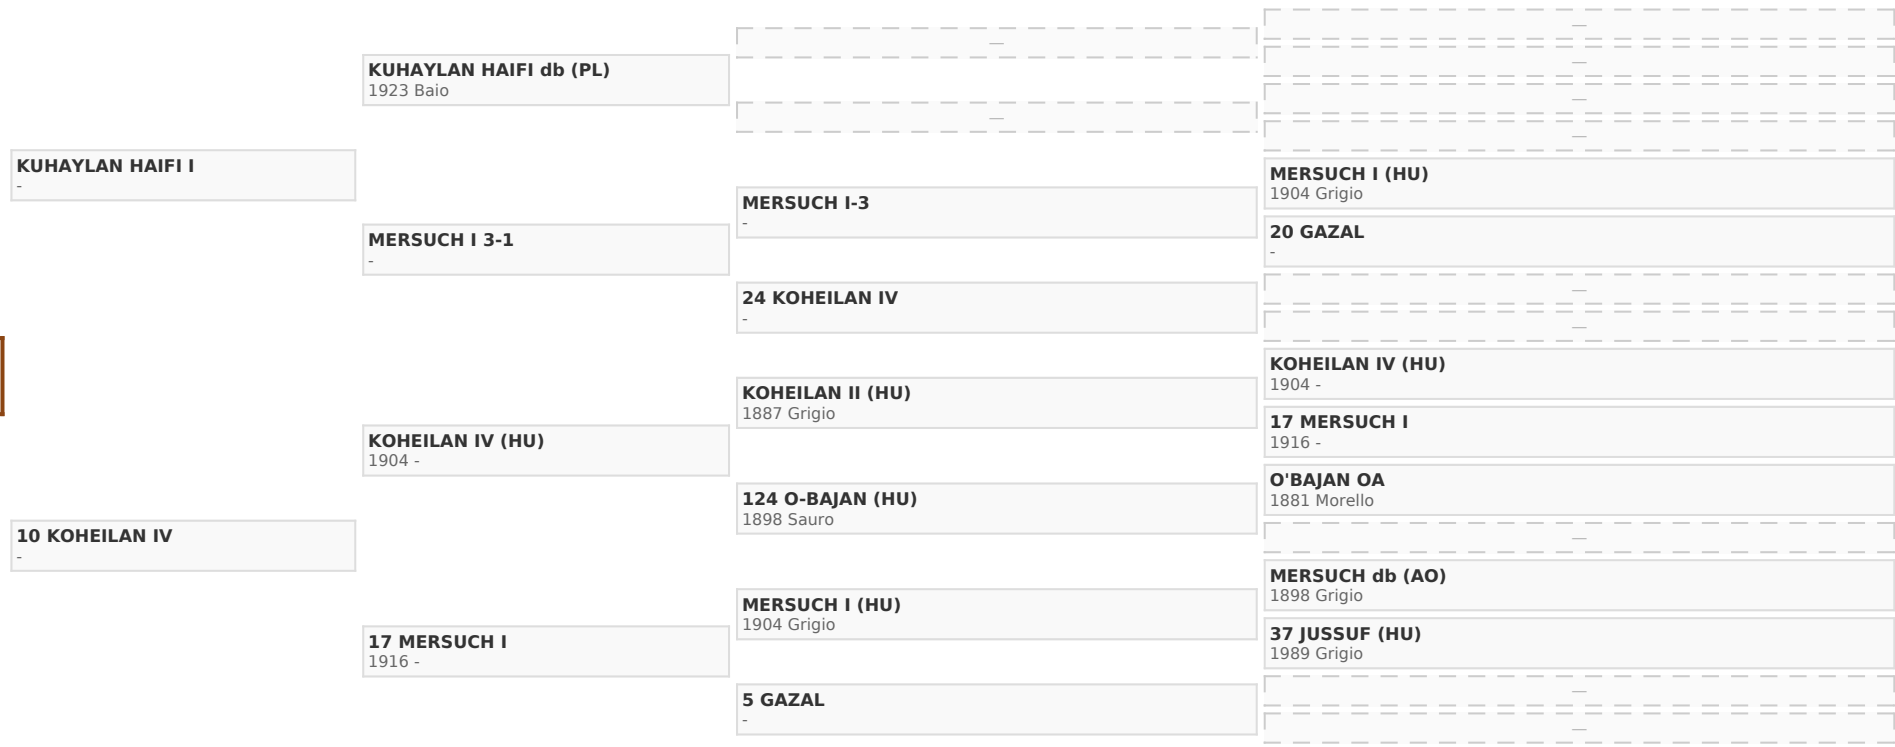 KUHAYLAN HAIFI I
-
10 KOHEILAN IV
-
KUHAYLAN HAIFI db (PL)
1923 Baio
MERSUCH I 3-1
-
KOHEILAN IV (HU)
1904 -
17 MERSUCH I
1916 -
—
—
MERSUCH I-3
-
24 KOHEILAN IV
-
KOHEILAN II (HU)
1887 Grigio
124 O-BAJAN (HU)
1898 Sauro
MERSUCH I (HU)
1904 Grigio
5 GAZAL
-
—
—
—
—
MERSUCH I (HU)
1904 Grigio
20 GAZAL
-
—
—
KOHEILAN IV (HU)
1904 -
17 MERSUCH I
1916 -
O'BAJAN OA
1881 Morello
—
MERSUCH db (AO)
1898 Grigio
37 JUSSUF (HU)
1989 Grigio
—
—